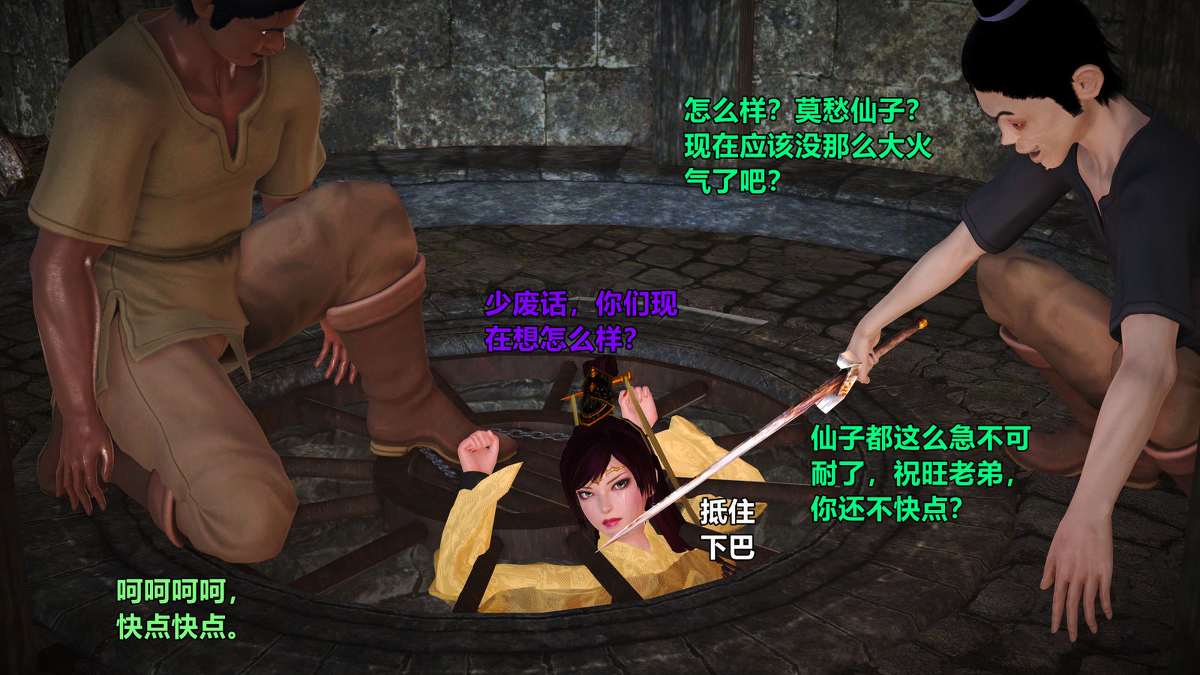 怎么样？莫愁仙子？
现在应该没那么大火
气了吧？
少废话，你们现
在想怎么样？
仙子都这么急不可
耐了，祝旺老弟，
你还不快点？
抵住
下巴
呵呵呵呵，
快点快点。